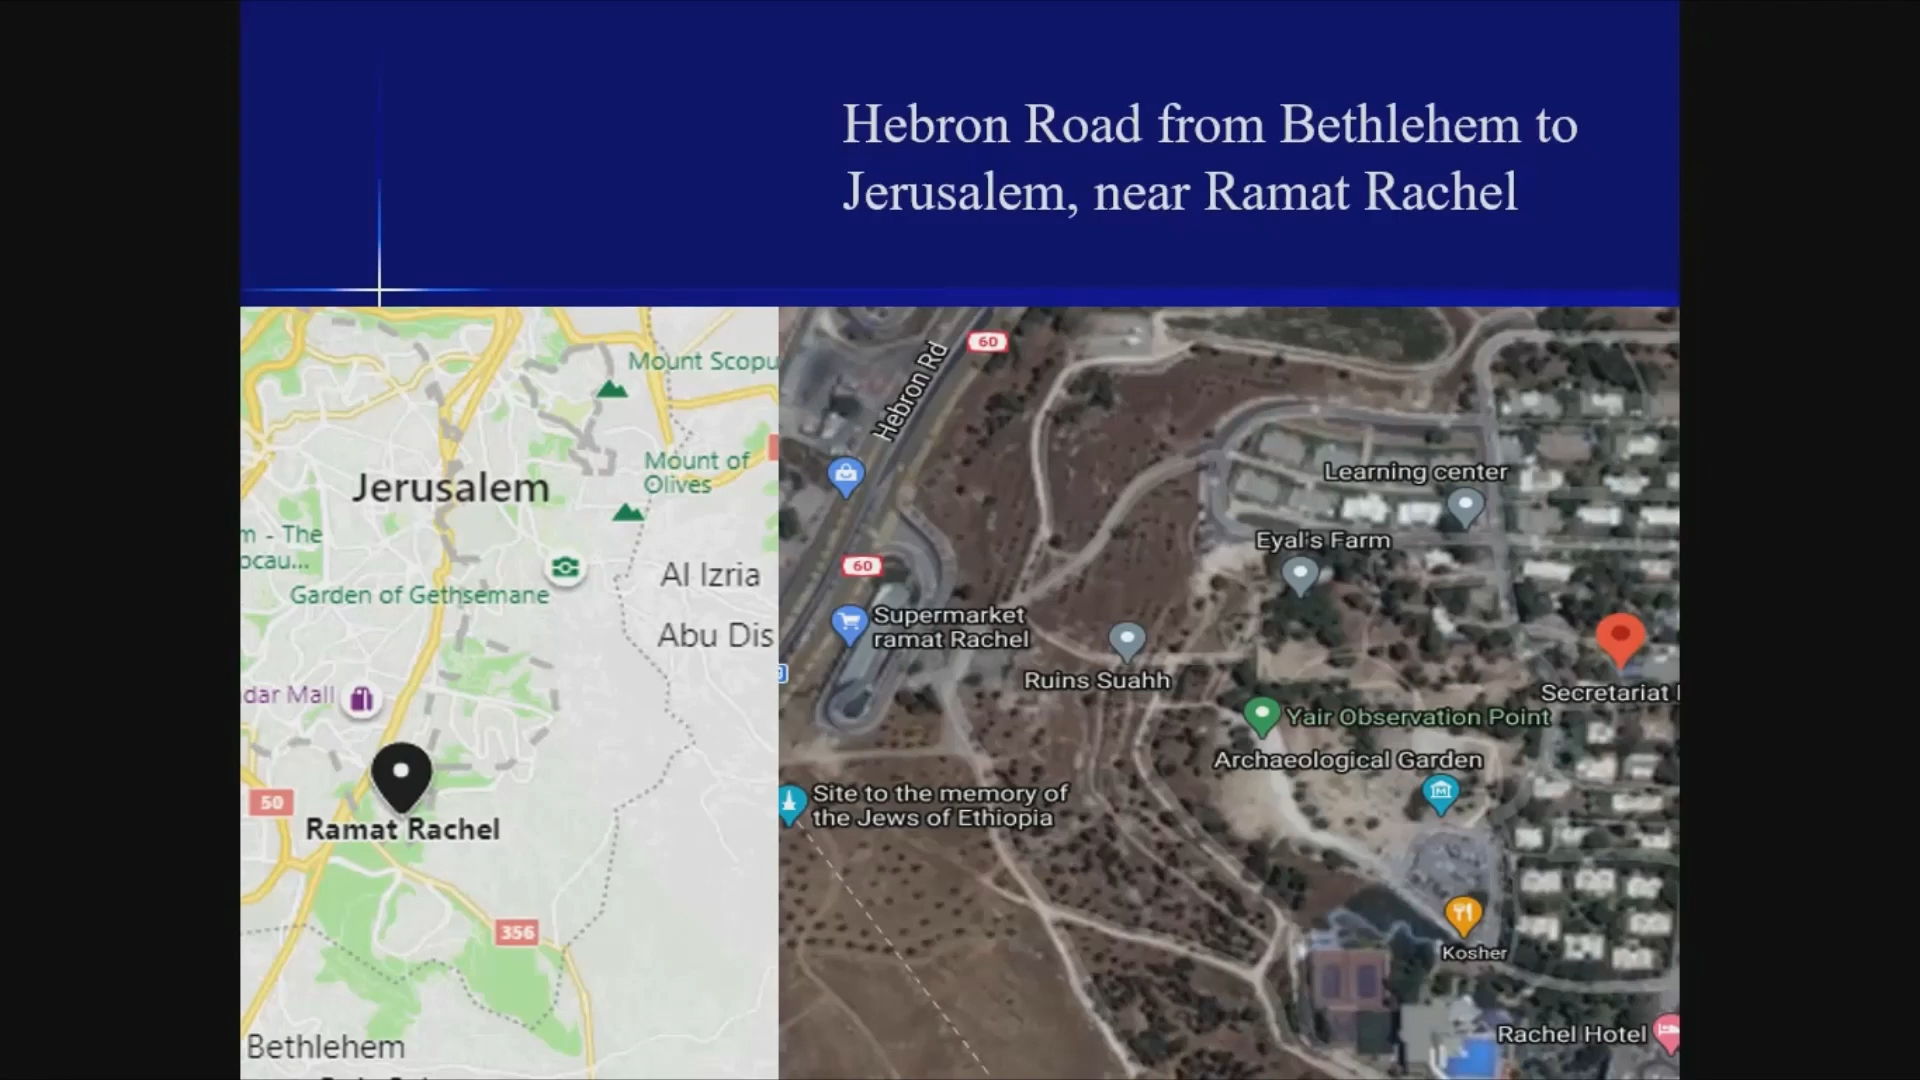 Hebron Road from Bethlehem to
Jerusalem, near Ramat Rachel
Mount Scopu
Jerusalem
Mount of
Olives
m - The
ocau...
Al Izria
Garden of Gethsemane
Abu Dis
dar Mall
50
Ramat Rachel
356
Bethlehem
60
Hebron Rd
Learning center
Eyal's Farm
60
Supermarket
ramat Rachel
Ruins Suahh
Secretariat
Yair Observation Point
Archaeological Garden
Site to the memory of
the Jews of Ethiopia
Kosher
Rachel Hotel